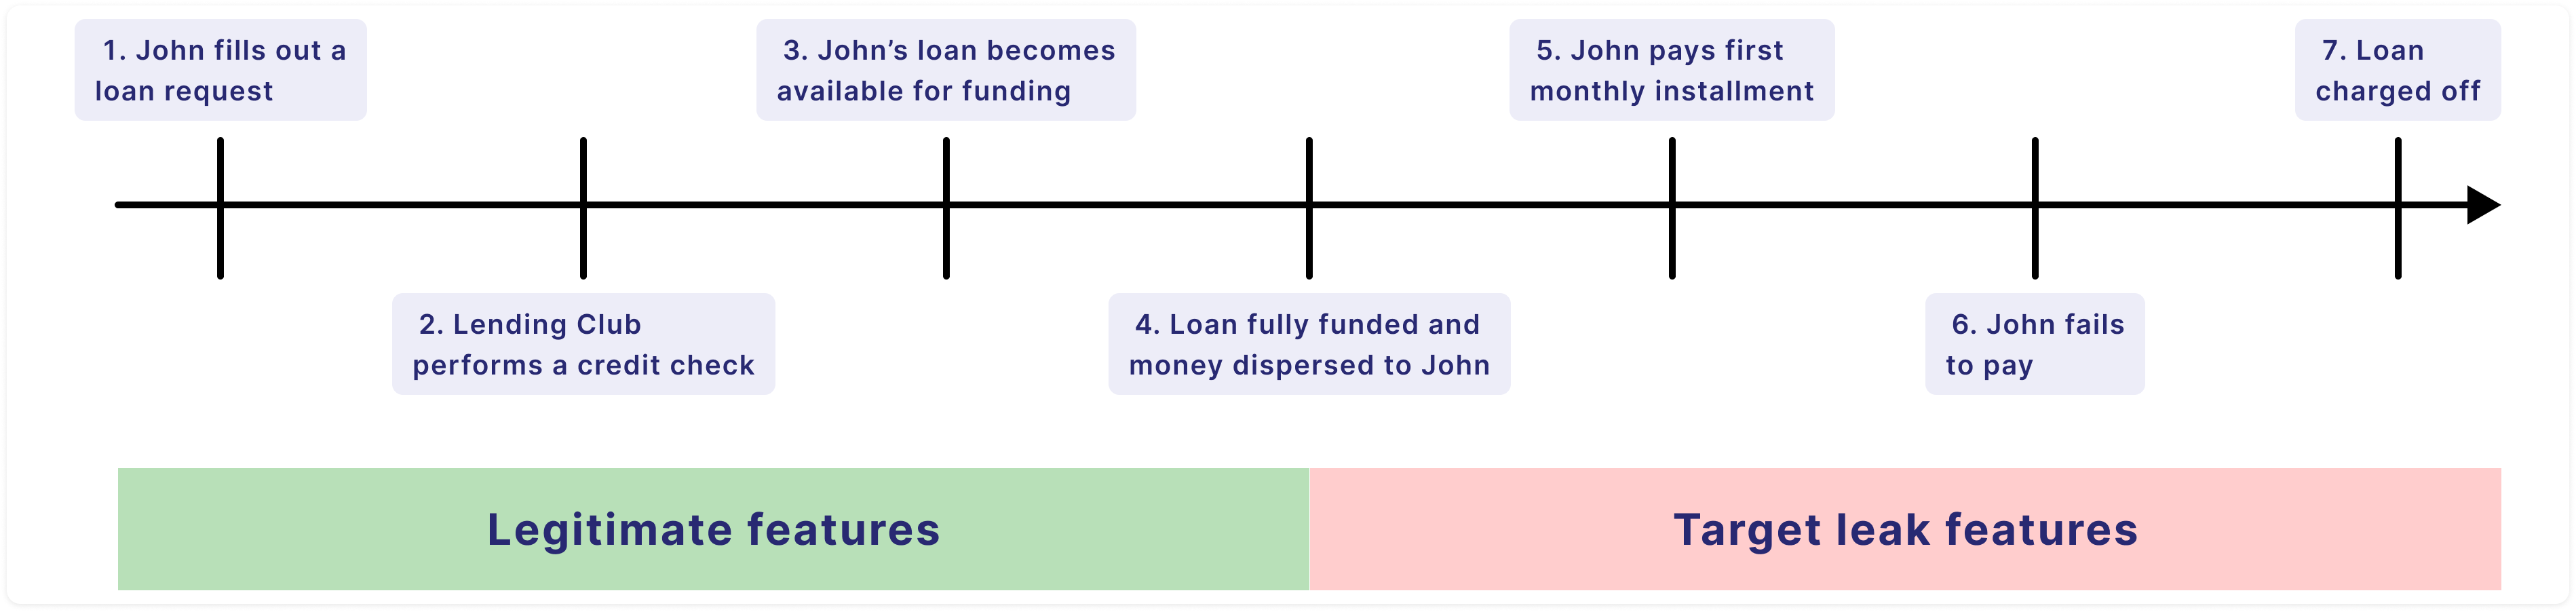 1. John fills out a
loan request
2. Lending Club
performs a credit check
3. John’s loan becomes
available for funding
4. Loan fully funded and
money dispersed to John
5. John pays first
monthly installment
6. John fails
to pay
7. Loan
charged off
Legitimate features
Target leak features